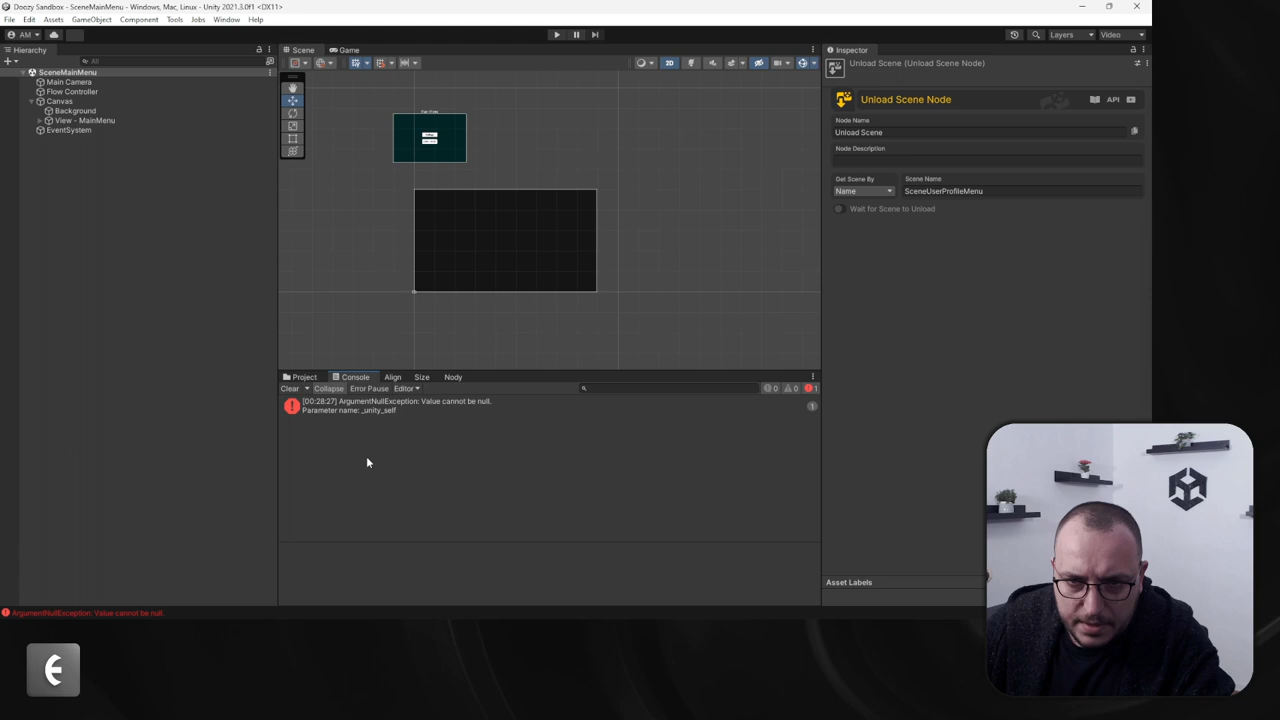 Doozy Sandbox - SceneMainMenu - Windows, Mac, Linux - Unity 2021.3.0f1 <DX11>
File Edit Assets GameObject Component Tools Jobs Window Help
AM Layers Video
Hierarchy
All
SceneMainMenu
Main Camera
Flow Controller
Canvas
Background
View - MainMenu
EventSystem
Scene Game
2D
Project Console Align Size Nody
Clear Collapse Error Pause Editor 0 0 1
[00:28:27] ArgumentNullException: Value cannot be null.
Parameter name: _unity_self
1
Inspector
Unload Scene (Unload Scene Node)
Unload Scene Node API
Node Name
Unload Scene
Node Description
Get Scene By Scene Name
Name SceneUserProfileMenu
Wait for Scene to Unload
Asset Labels
ArgumentNullException: Value cannot be null.